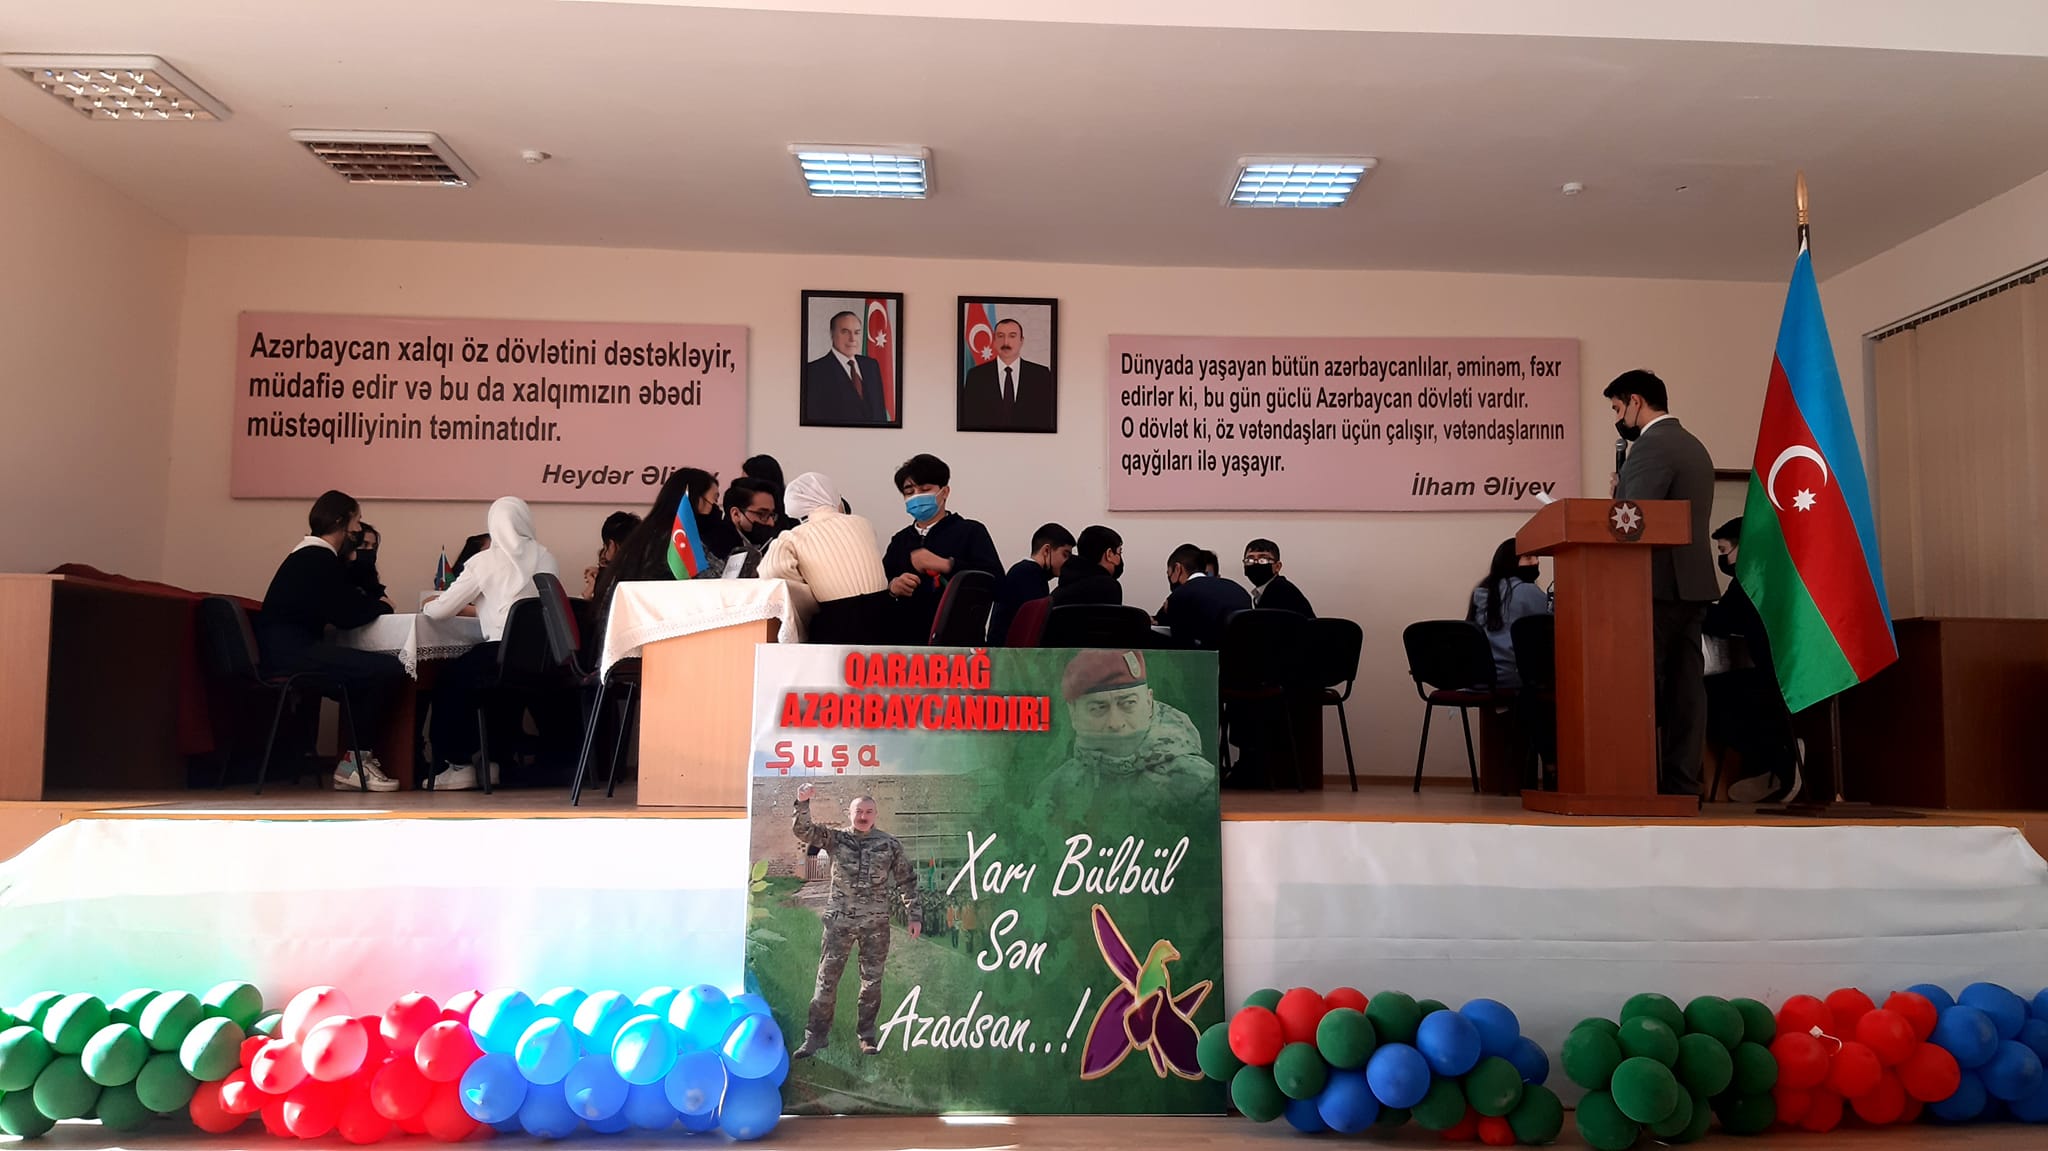 Azərbaycan xalqı öz dövlətini dəstəkləyir,
müdafiə edir və bu da xalqımızın əbədi
müstəqilliyinin təminatıdır.
Heydər
Dünyada yaşayan bütün azərbaycanlılar, əminəm, fəxr
edirlər ki, bu gün güclü Azərbaycan dövləti vardır.
O dövlət ki, öz vətəndaşları üçün çalışır, vətəndaşlarının
qayğıları ilə yaşayır.
İlham Əliyev
QARABAĞ
AZƏRBAYCANDIR!
Şuşa
Xarı Bülbül
Sən
Azadsan..!